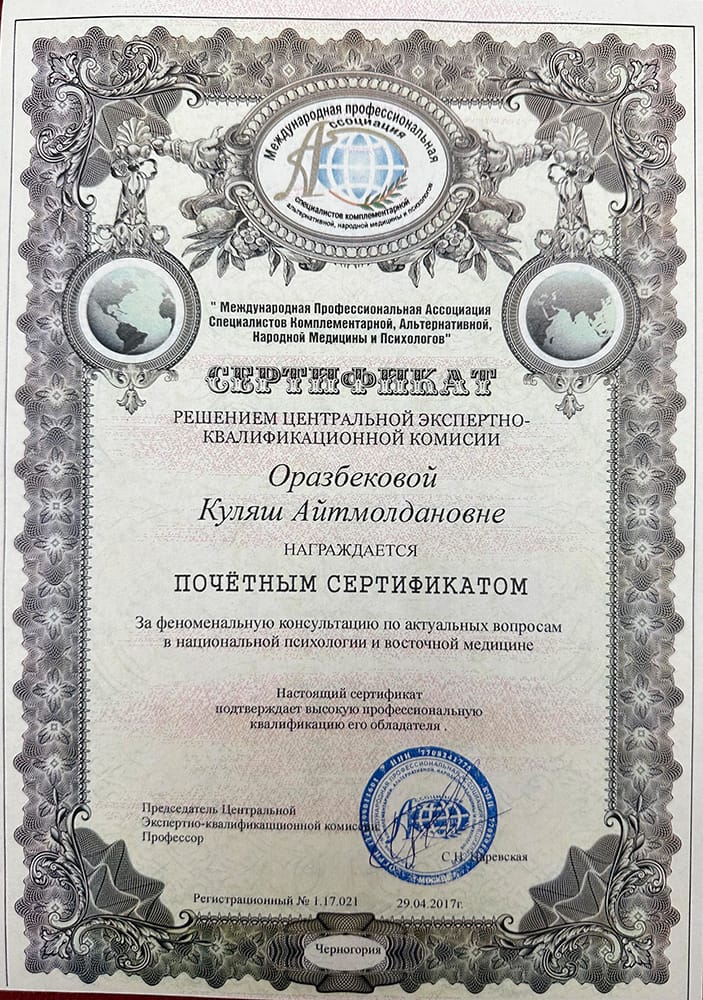 Международная профессиональная
Ассоциация
специалистов комплементарной,
альтернативной, народной медицины и психологов
" Международная Профессиональная Ассоциация
Специалистов Комплементарной, Альтернативной,
Народной Медицины и Психологов"
СЕРТИФИКАТ
РЕШЕНИЕМ ЦЕНТРАЛЬНОЙ ЭКСПЕРТНО-
КВАЛИФИКАЦИОННОЙ КОМИСИИ
Оразбековой
Куляш Айтмолдановне
НАГРАЖДАЕТСЯ
ПОЧЁТНЫМ СЕРТИФИКАТОМ
За феноменальную консультацию по актуальных вопросам
в национальной психологии и восточной медицине
Настоящий сертификат
подтверждает высокую профессиональную
квалификацию его обладателя .
Председатель Центральной
Экспертно-квалификационной комиссии
Профессор
С.П. Царевская
МОСКВА
Регистрационный № 1.17.021 29.04.2017г.
Черногория